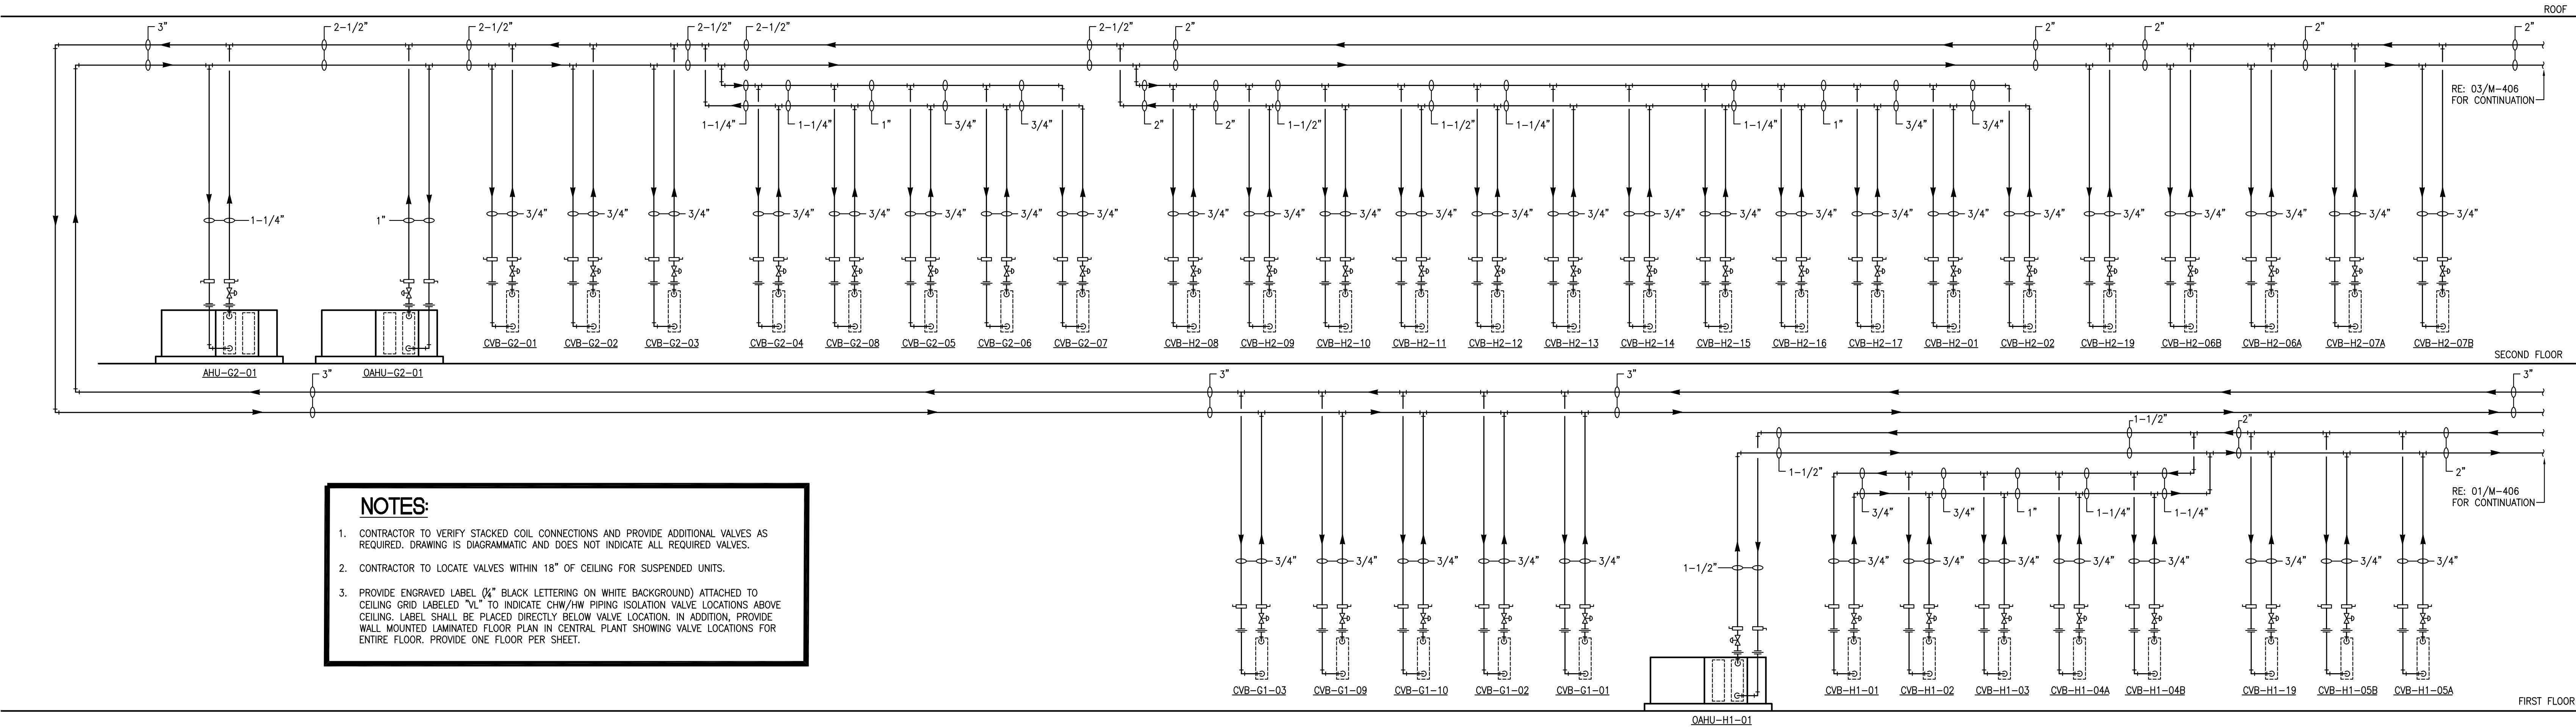 ROOF
3" 2-1/2" 2-1/2" 2-1/2" 2-1/2" 2-1/2" 2" 2" 2" 2" 2"
RE: 03/M-406
FOR CONTINUATION
1-1/4" 1-1/4" 1" 3/4" 3/4" 2" 2" 1-1/2" 1-1/2" 1-1/4" 1-1/4" 1" 3/4" 3/4"
1-1/4" 1" 3/4" 3/4" 3/4" 3/4" 3/4" 3/4" 3/4" 3/4" 3/4" 3/4" 3/4" 3/4" 3/4" 3/4" 3/4" 3/4" 3/4" 3/4" 3/4" 3/4" 3/4" 3/4" 3/4" 3/4" 3/4"
CVB-G2-01 CVB-G2-02 CVB-G2-03 CVB-G2-04 CVB-G2-08 CVB-G2-05 CVB-G2-06 CVB-G2-07 CVB-H2-08 CVB-H2-09 CVB-H2-10 CVB-H2-11 CVB-H2-12 CVB-H2-13 CVB-H2-14 CVB-H2-15 CVB-H2-16 CVB-H2-17 CVB-H2-01 CVB-H2-02 CVB-H2-19 CVB-H2-06B CVB-H2-06A CVB-H2-07A CVB-H2-07B
SECOND FLOOR
AHU-G2-01 OAHU-G2-01
3" 3" 3" 3"
1-1/2" 2"
1-1/2" 2"
RE: 01/M-406
FOR CONTINUATION
3/4" 3/4" 1" 1-1/4" 1-1/4"
3/4" 3/4" 3/4" 3/4" 3/4" 1-1/2" 3/4" 3/4" 3/4" 3/4" 3/4" 3/4" 3/4" 3/4"
CVB-G1-03 CVB-G1-09 CVB-G1-10 CVB-G1-02 CVB-G1-01 CVB-H1-01 CVB-H1-02 CVB-H1-03 CVB-H1-04A CVB-H1-04B CVB-H1-19 CVB-H1-05B CVB-H1-05A
FIRST FLOOR
OAHU-H1-01
NOTES:
1. CONTRACTOR TO VERIFY STACKED COIL CONNECTIONS AND PROVIDE ADDITIONAL VALVES AS
REQUIRED. DRAWING IS DIAGRAMMATIC AND DOES NOT INDICATE ALL REQUIRED VALVES.
2. CONTRACTOR TO LOCATE VALVES WITHIN 18" OF CEILING FOR SUSPENDED UNITS.
3. PROVIDE ENGRAVED LABEL (¼" BLACK LETTERING ON WHITE BACKGROUND) ATTACHED TO
CEILING GRID LABELED "VL" TO INDICATE CHW/HW PIPING ISOLATION VALVE LOCATIONS ABOVE
CEILING. LABEL SHALL BE PLACED DIRECTLY BELOW VALVE LOCATION. IN ADDITION, PROVIDE
WALL MOUNTED LAMINATED FLOOR PLAN IN CENTRAL PLANT SHOWING VALVE LOCATIONS FOR
ENTIRE FLOOR. PROVIDE ONE FLOOR PER SHEET.